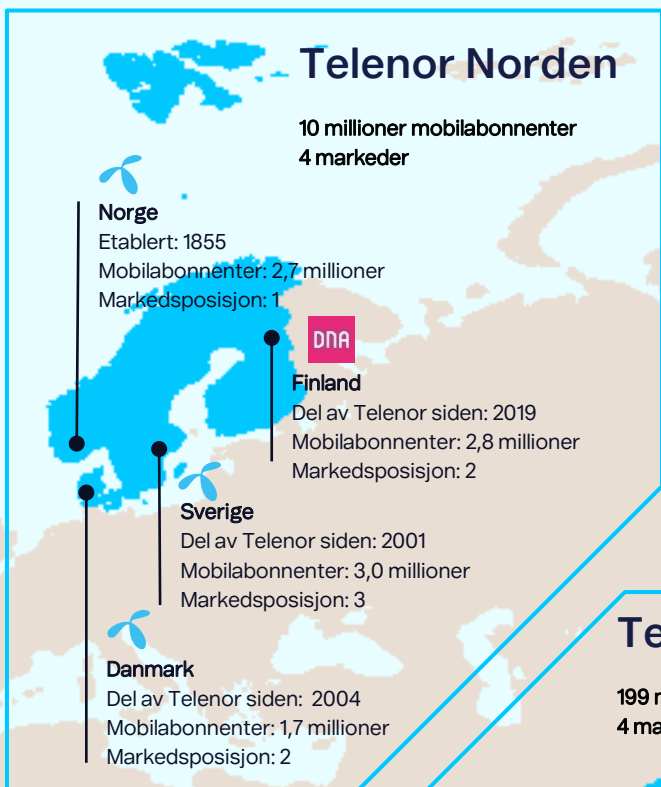 Telenor Norden
10 millioner mobilabonnenter
4 markeder
Norge
Etablert: 1855
Mobilabonnenter: 2,7 millioner
Markedsposisjon: 1
DNA
Finland
Del av Telenor siden: 2019
Mobilabonnenter: 2,8 millioner
Markedsposisjon: 2
Sverige
Del av Telenor siden: 2001
Mobilabonnenter: 3,0 millioner
Markedsposisjon: 3
Danmark
Del av Telenor siden: 2004
Mobilabonnenter: 1,7 millioner
Markedsposisjon: 2
199
4